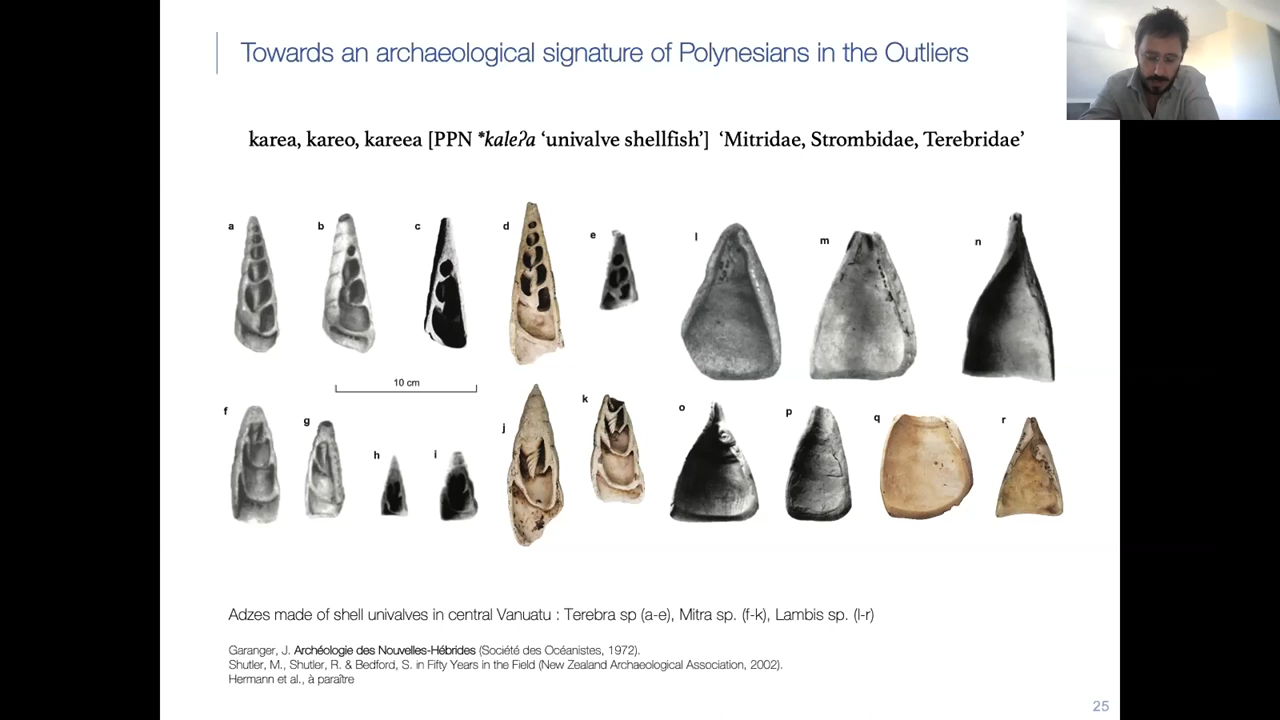 Towards an archaeological signature of Polynesians in the Outliers
karea, kareo, kareea [PPN *kaleʔa ‘univalve shellfish’] ‘Mitridae, Strombidae, Terebridae’
a b c d e l m n
10 cm
f g h i j k o p q r
Adzes made of shell univalves in central Vanuatu : Terebra sp (a-e), Mitra sp. (f-k), Lambis sp. (l-r)
Garanger, J. Archéologie des Nouvelles-Hébrides (Société des Océanistes, 1972).
Shutler, M., Shutler, R. & Bedford, S. in Fifty Years in the Field (New Zealand Archaeological Association, 2002).
Hermann et al., à paraître
25